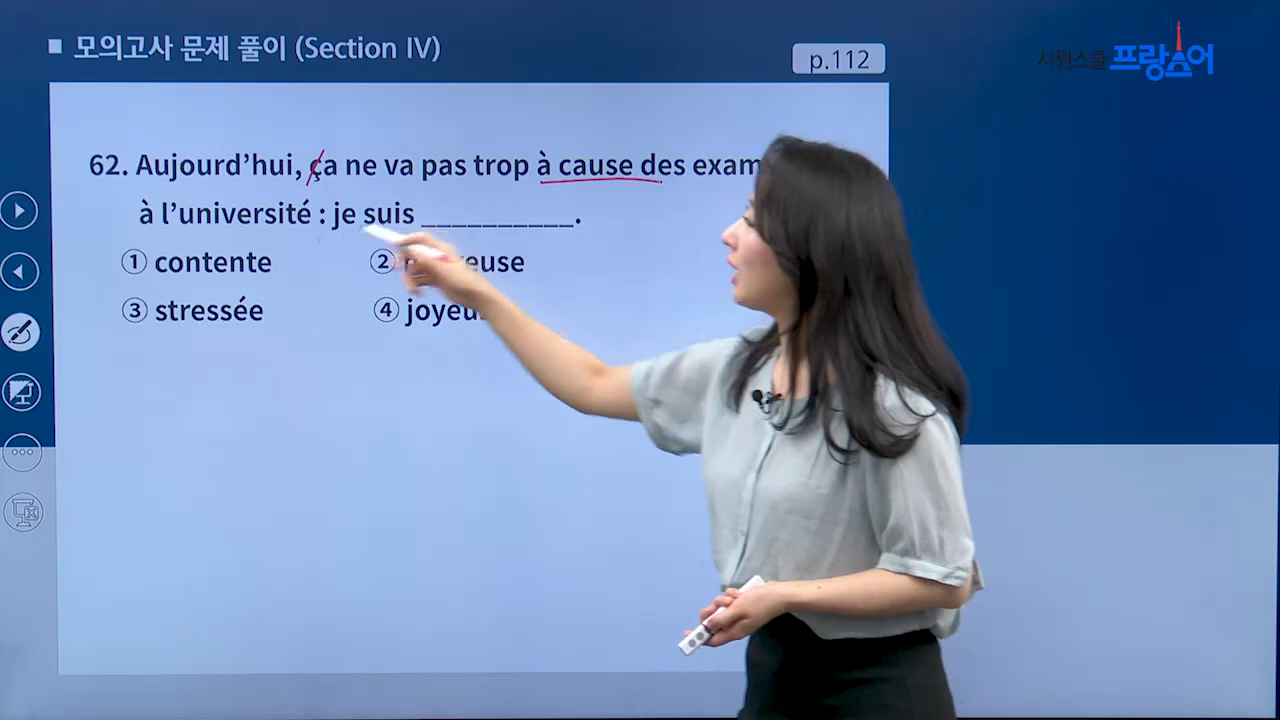 ■ 모의고사 문제 풀이 (Section IV)
p.112
시원스쿨 프랑스어
62. Aujourd’hui, ça ne va pas trop à cause des exam
à l’université : je suis __________.
① contente ②
③ stressée ④